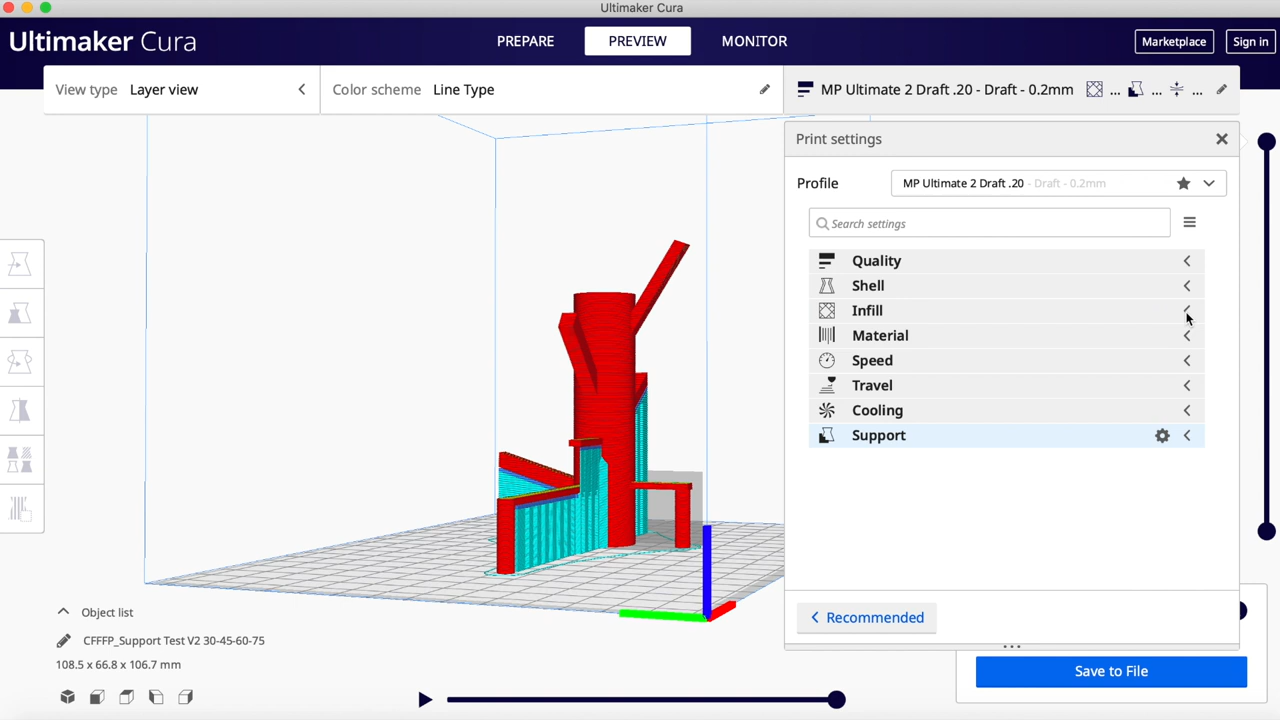 Ultimaker Cura
Ultimaker Cura
PREPARE
PREVIEW
MONITOR
Marketplace
Sign in
View type Layer view
Color scheme Line Type
MP Ultimate 2 Draft .20 - Draft - 0.2mm ... ... ...
Print settings
Profile
MP Ultimate 2 Draft .20 - Draft - 0.2mm
Search settings
Quality
Shell
Infill
Material
Speed
Travel
Cooling
Support
Recommended
Object list
CFFFP_Support Test V2 30-45-60-75
108.5 x 66.8 x 106.7 mm
Save to File